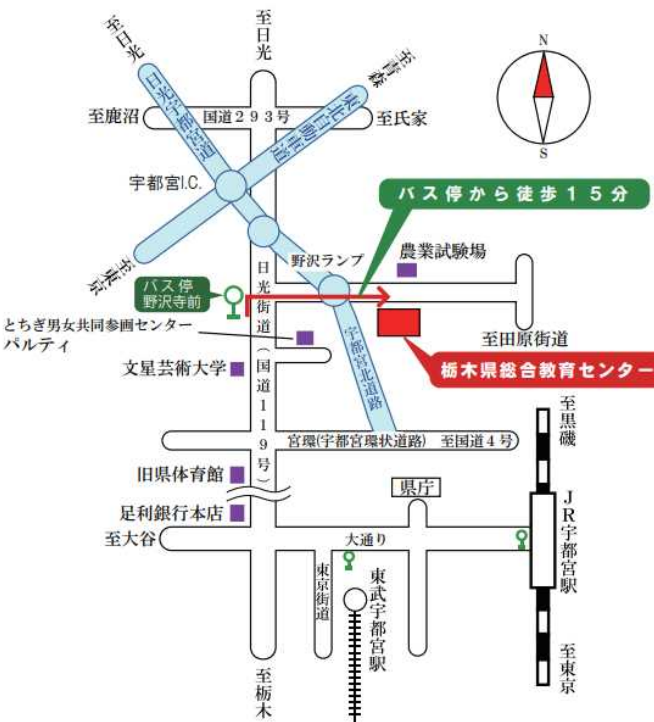 至日光
至日光
至青森
N
S
日光宇都宮道
東北自動車道
至鹿沼
国道293号
至氏家
宇都宮I.C.
バス停から徒歩15分
至東京
野沢ランプ
農業試験場
バス停
野沢寺前
日光街道(国道119号)
とちぎ男女共同参画センター
パルティ
宇都宮北道路
至田原街道
文星芸術大学
栃木県総合教育センター
至黒磯
宮環(宇都宮環状道路)
至国道4号
旧県体育館
県庁
足利銀行本店
JR宇都宮駅
至大谷
大通り
東京街道
東武宇都宮駅
至栃木
至東京